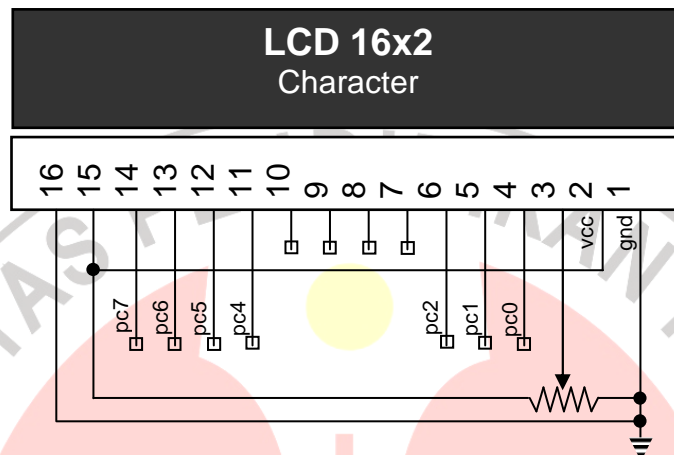 LCD 16x2
Character
16 15 14 13 12 11 10 9 8 7 6 5 4 3 2 1
vcc gnd
pc7 pc6 pc5 pc4 pc2 pc1 pc0